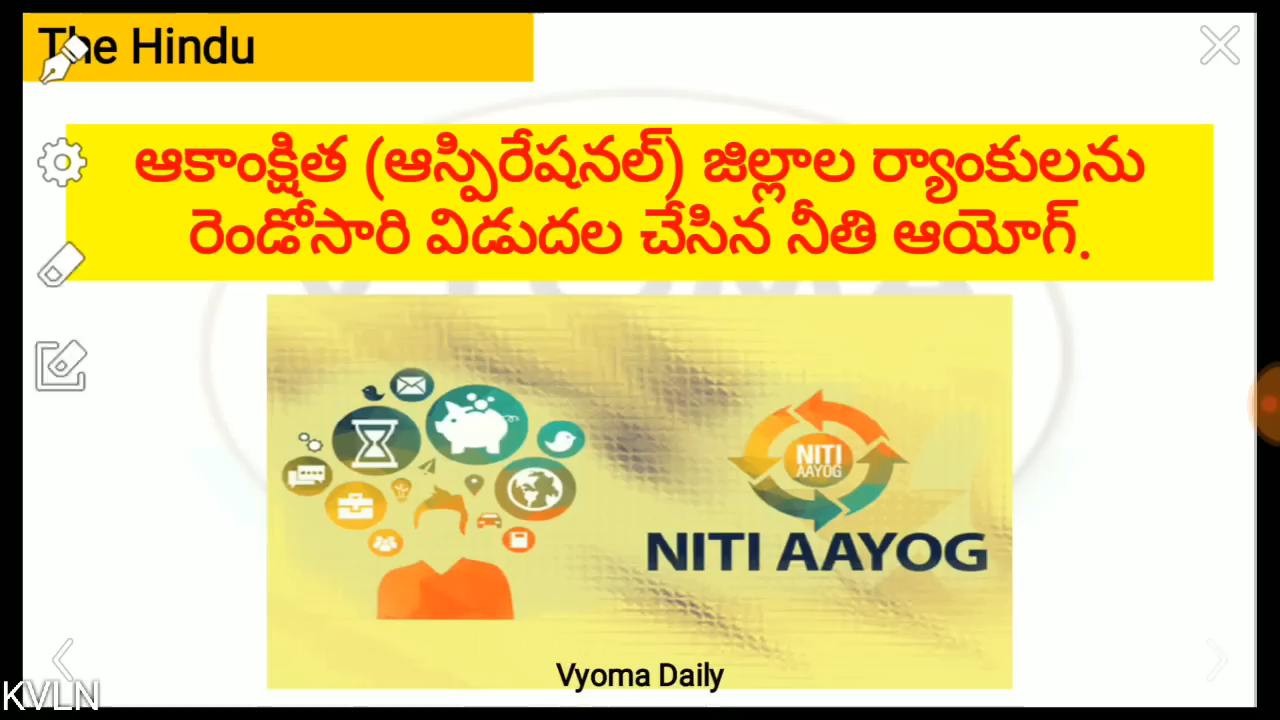 The Hindu
ఆకాంక్షిత (ఆస్పిరేషనల్) జిల్లాల ర్యాంకులను
రెండోసారి విడుదల చేసిన నీతి ఆయోగ్.
NITI
AAYOG
NITI AAYOG
Vyoma Daily
KVLN